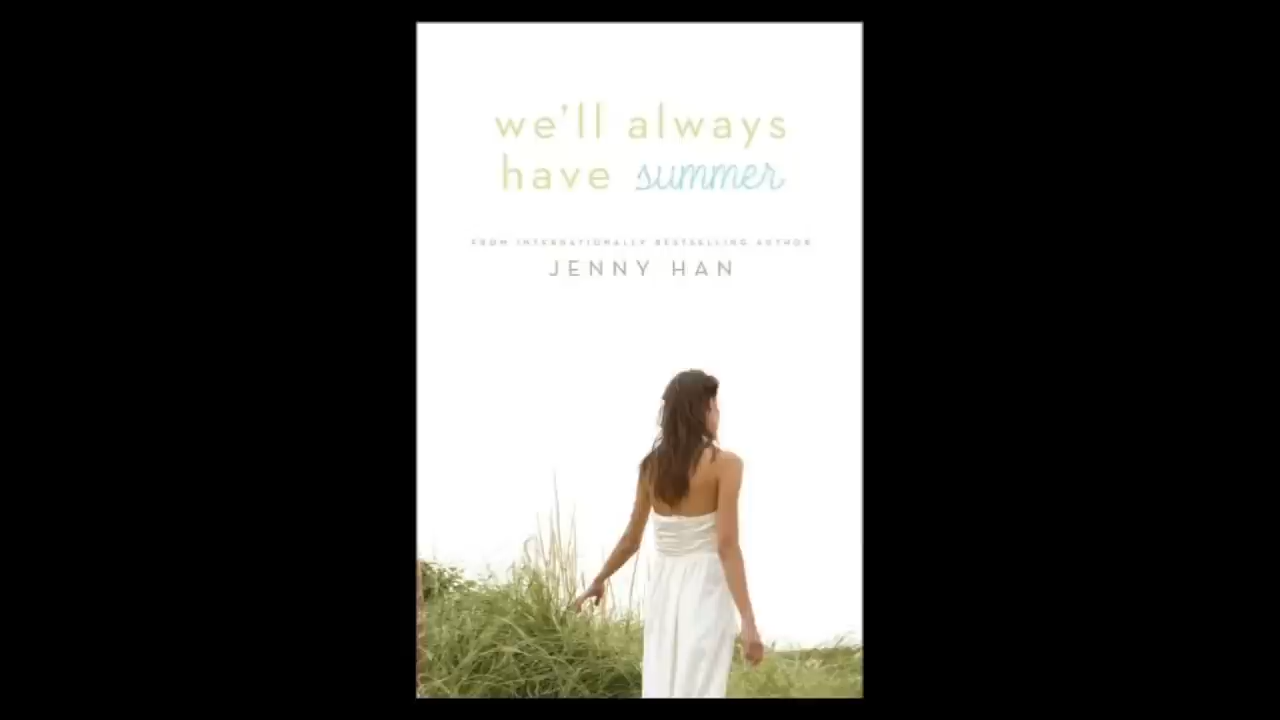 we'll always
have summer
FROM INTERNATIONALLY BESTSELLING AUTHOR
JENNY HAN